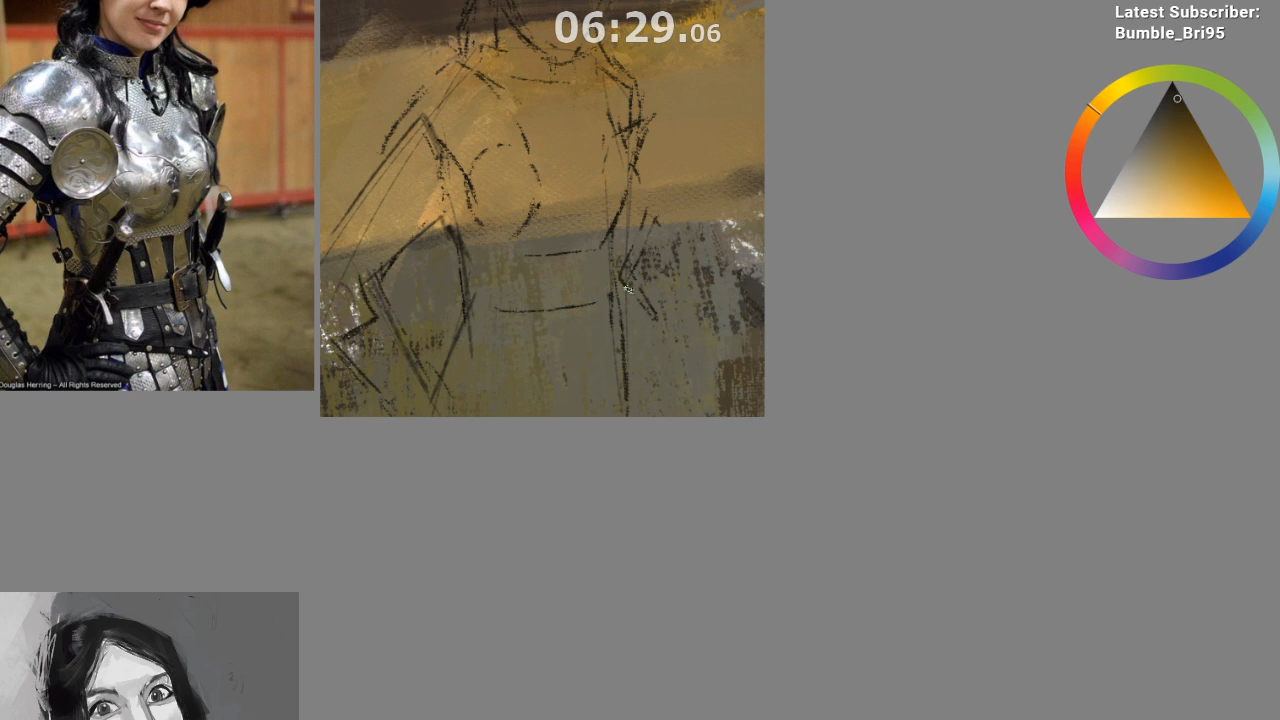 06:29.06
Latest Subscriber:
Bumble_Bri95
Douglas Herring – All Rights Reserved